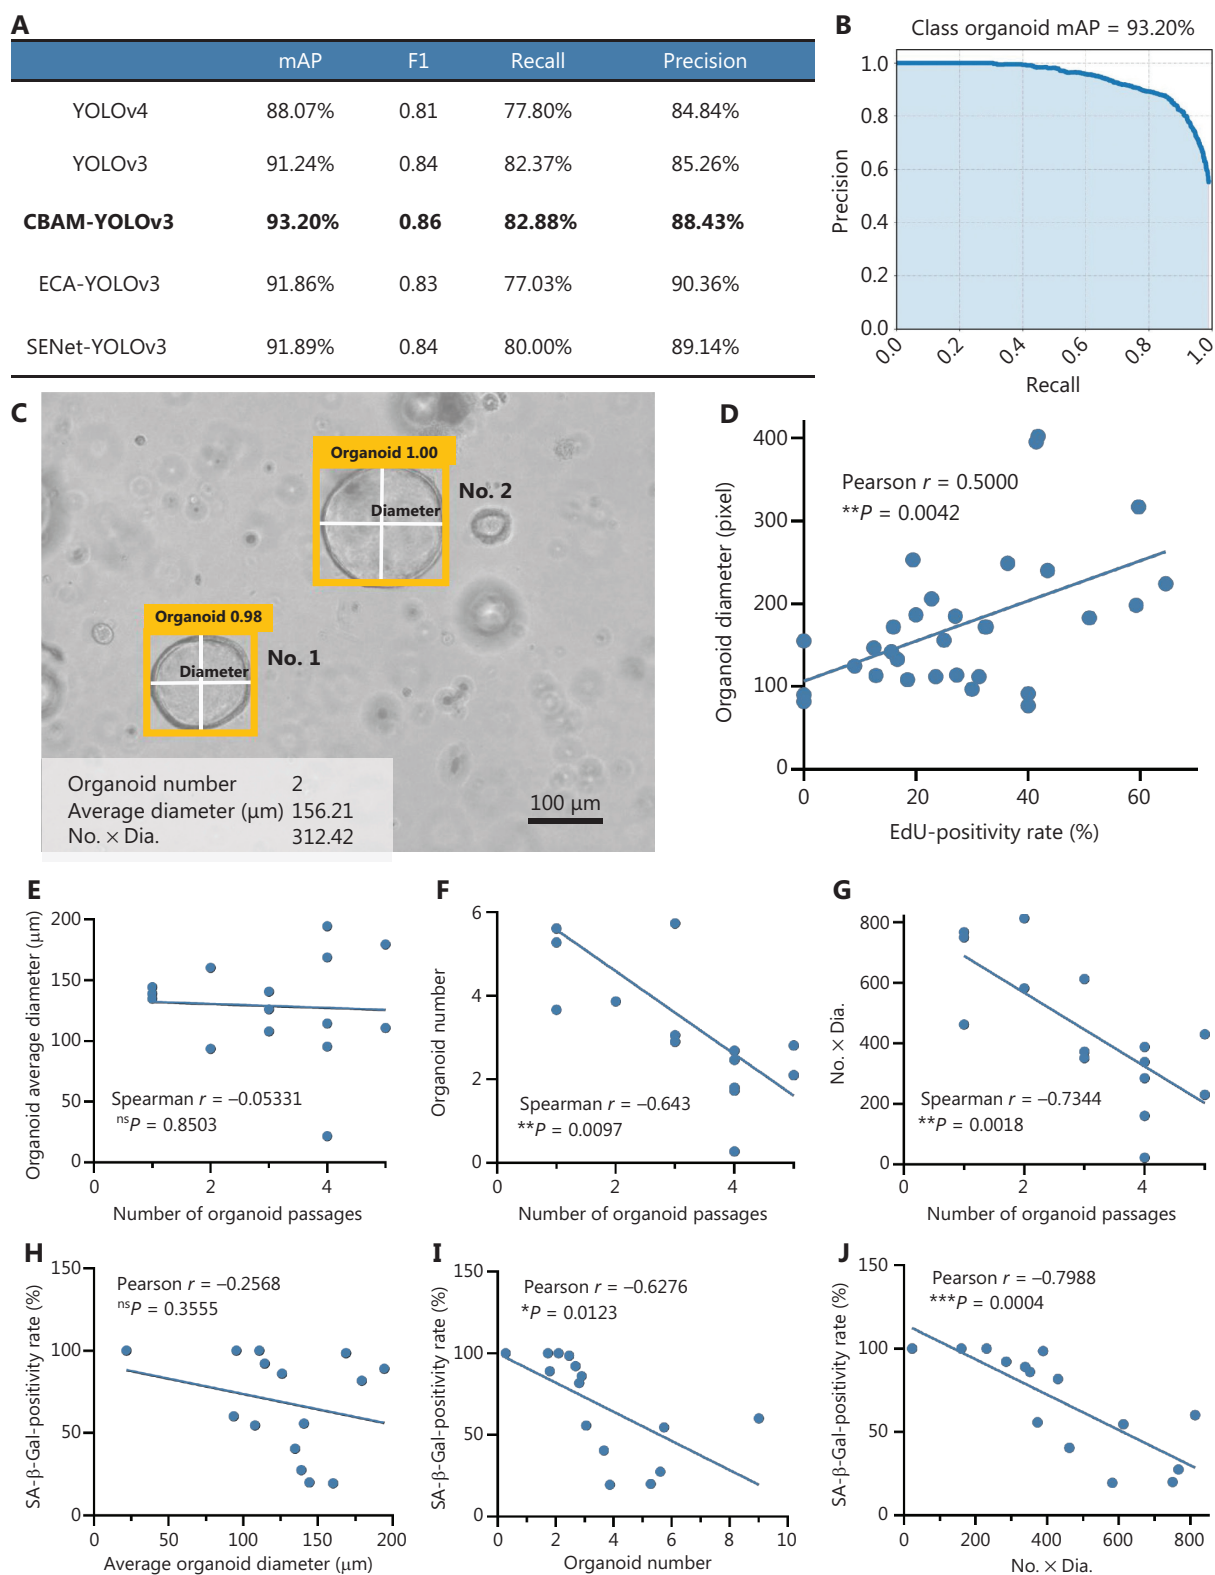 A
mAP F1 Recall Precision
YOLOv4 88.07% 0.81 77.80% 84.84%
YOLOv3 91.24% 0.84 82.37% 85.26%
CBAM-YOLOv3 93.20% 0.86 82.88% 88.43%
ECA-YOLOv3 91.86% 0.83 77.03% 90.36%
SENet-YOLOv3 91.89% 0.84 80.00% 89.14%
B
Class organoid mAP = 93.20%
Precision
1.0
0.8
0.6
0.4
0.2
0.0
0.0 0.2 0.4 0.6 0.8 1.0
Recall
C
Organoid 1.00
Diameter
No. 2
Organoid 0.98
Diameter
No. 1
Organoid number 2
Average diameter (μm) 156.21
No. × Dia. 312.42
100 μm
D
Organoid diameter (pixel)
400
300
200
100
0
Pearson r = 0.5000
**P = 0.0042
0 20 40 60
EdU-positivity rate (%)
E
Organoid average diameter (μm)
200
150
100
50
0
Spearman r = –0.05331
nsP = 0.8503
0 2 4
Number of organoid passages
F
Organoid number
6
4
2
0
Spearman r = –0.643
**P = 0.0097
0 2 4
Number of organoid passages
G
No. × Dia.
800
600
400
200
0
Spearman r = –0.7344
**P = 0.0018
0 2 4
Number of organoid passages
H
SA-β-Gal-positivity rate (%)
150
100
50
0
Pearson r = –0.2568
nsP = 0.3555
0 50 100 150 200
Average organoid diameter (μm)
I
SA-β-Gal-positivity rate (%)
150
100
50
0
Pearson r = –0.6276
*P = 0.0123
0 2 4 6 8 10
Organoid number
J
SA-β-Gal-positivity rate (%)
150
100
50
0
Pearson r = –0.7988
***P = 0.0004
0 200 400 600 800
No. × Dia.